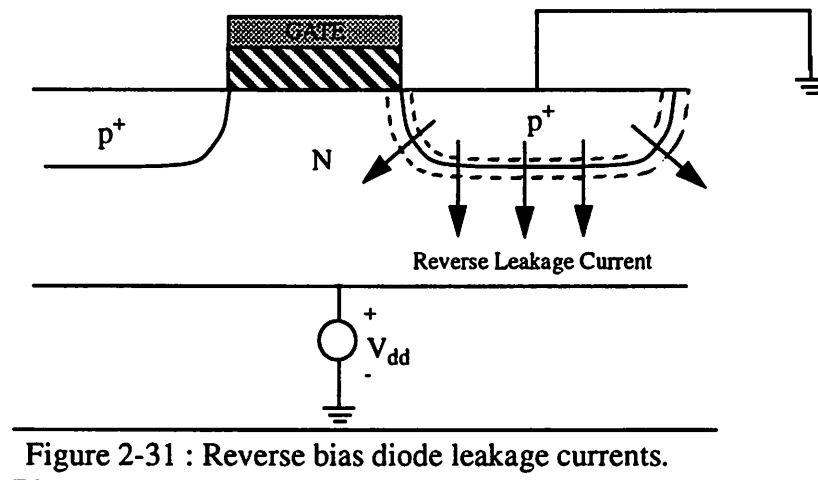 GATE
p+
p+
N
Reverse Leakage Current
+
Vdd
-
Figure 2-31 : Reverse bias diode leakage currents.